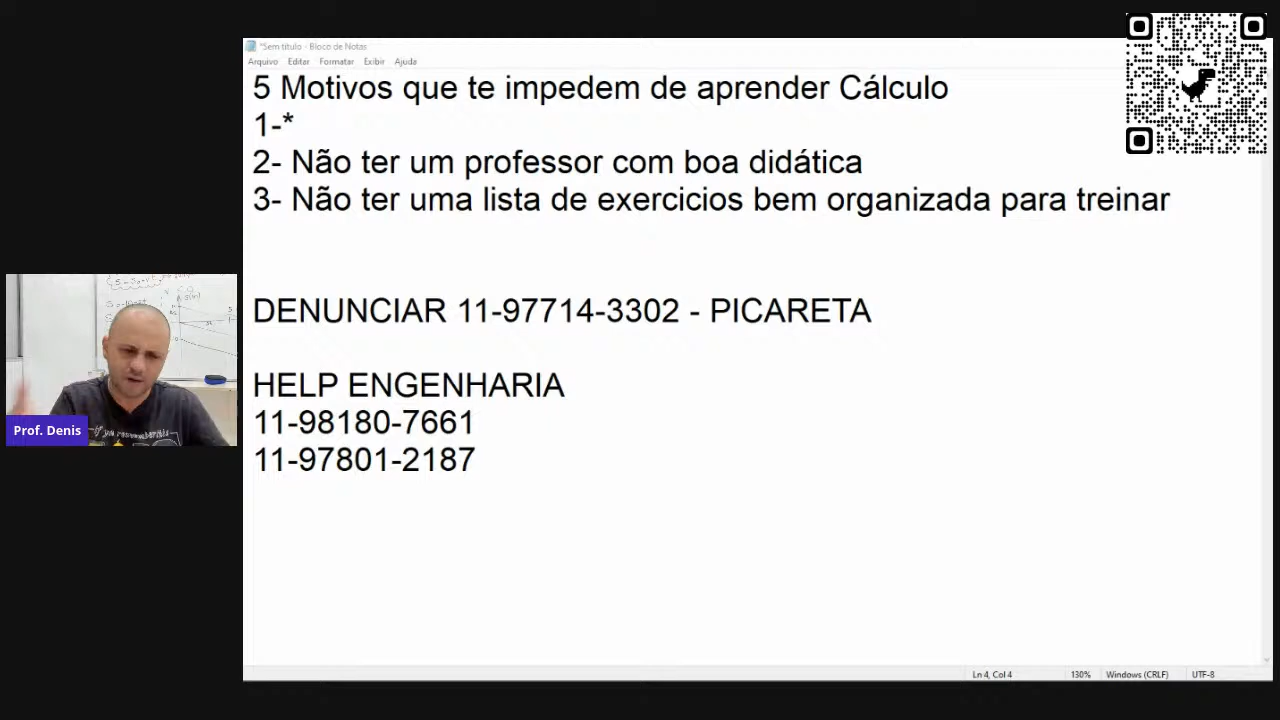 *Sem título - Bloco de Notas
Arquivo Editar Formatar Exibir Ajuda
5 Motivos que te impedem de aprender Cálculo
1-*
2- Não ter um professor com boa didática
3- Não ter uma lista de exercicios bem organizada para treinar
DENUNCIAR 11-97714-3302 - PICARETA
HELP ENGENHARIA
11-98180-7661
11-97801-2187
Prof. Denis
Ln 4, Col 4 130% Windows (CRLF) UTF-8